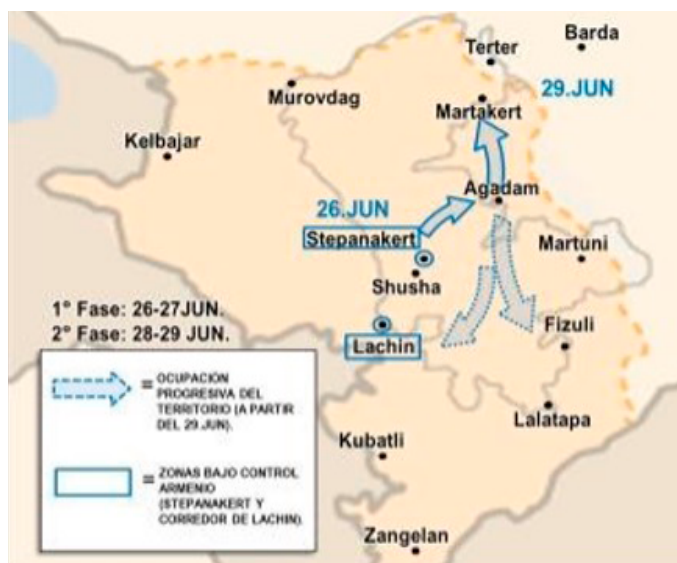 Barda
Terter
29.JUN
Murovdag
Martakert
Kelbajar
Agadam
26.JUN
Stepanakert
Martuni
Shusha
1° Fase: 26-27JUN.
2° Fase: 28-29 JUN.
Fizuli
Lachin
= OCUPACIÓN
PROGRESIVA DEL
TERRITORIO (A PARTIR
DEL 29.JUN).
Lalatapa
Kubatli
= ZONAS BAJO CONTROL
ARMENIO
(STEPANAKERT Y
CORREDOR DE LACHIN).
Zangelan